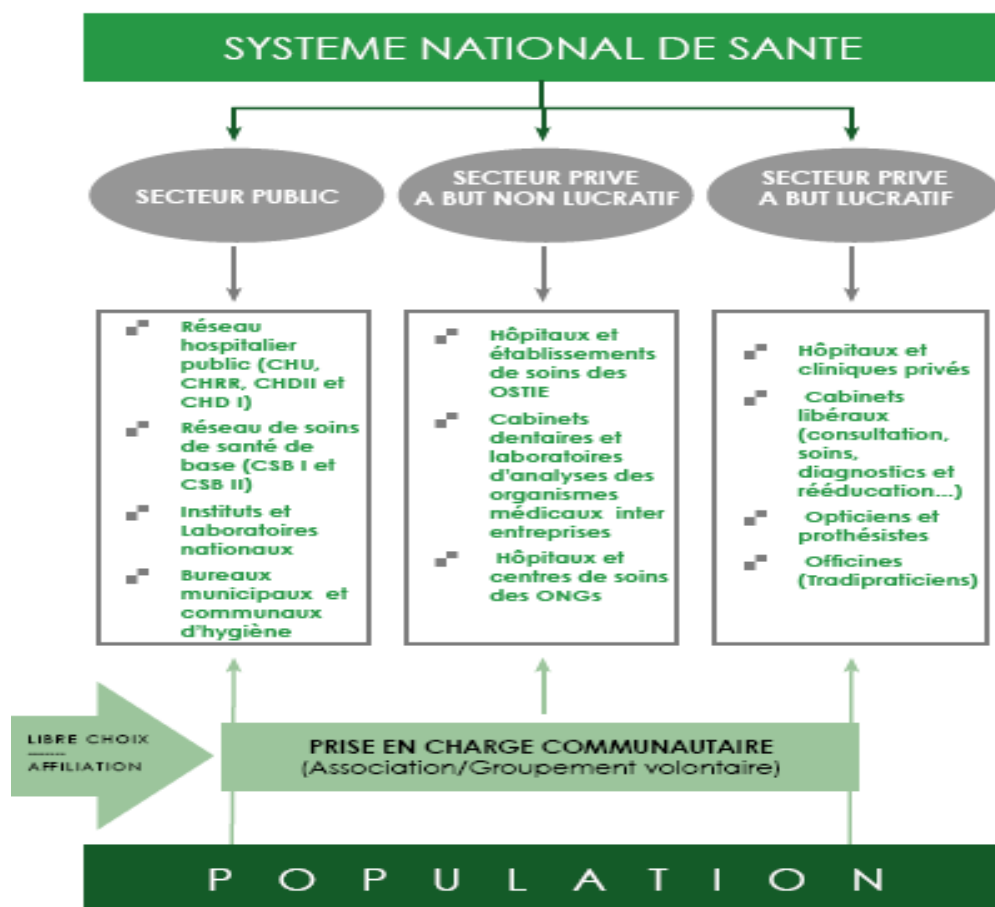 SYSTEME NATIONAL DE SANTE
SECTEUR PUBLIC
SECTEUR PRIVE
A BUT NON LUCRATIF
SECTEUR PRIVE
A BUT LUCRATIF
Réseau
hospitalier
public (CHU,
CHRR, CHDII et
CHD I)
Réseau de soins
de santé de
base (CSB I et
CSB II)
Instituts et
Laboratoires
nationaux
Bureaux
municipaux et
communaux
d'hygiène
Hôpitaux et
établissements
de soins des
OSTIE
Cabinets
dentaires et
laboratoires
d'analyses des
organismes
médicaux inter
entreprises
Hôpitaux et
centres de soins
des ONGs
Hôpitaux et
cliniques privés
Cabinets
libéraux
(consultation,
soins,
diagnostics et
rééducation...)
Opticiens et
prothésistes
Officines
(Tradipraticiens)
LIBRE CHOIX
------
AFFILIATION
PRISE EN CHARGE COMMUNAUTAIRE
(Association/Groupement volontaire)
POPULATION